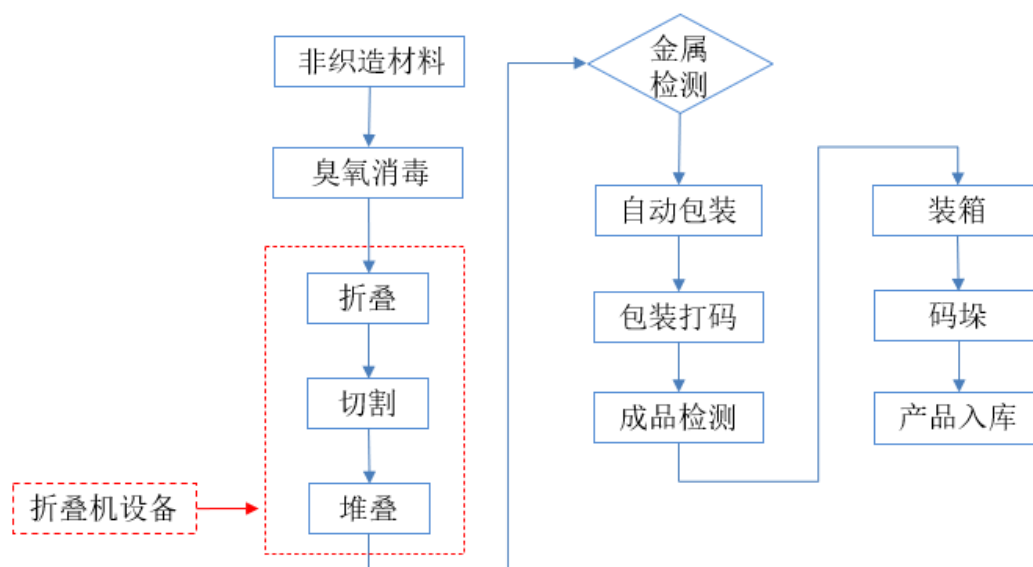 非织造材料
臭氧消毒
折叠
切割
堆叠
折叠机设备
金属
检测
自动包装
包装打码
成品检测
装箱
码垛
产品入库